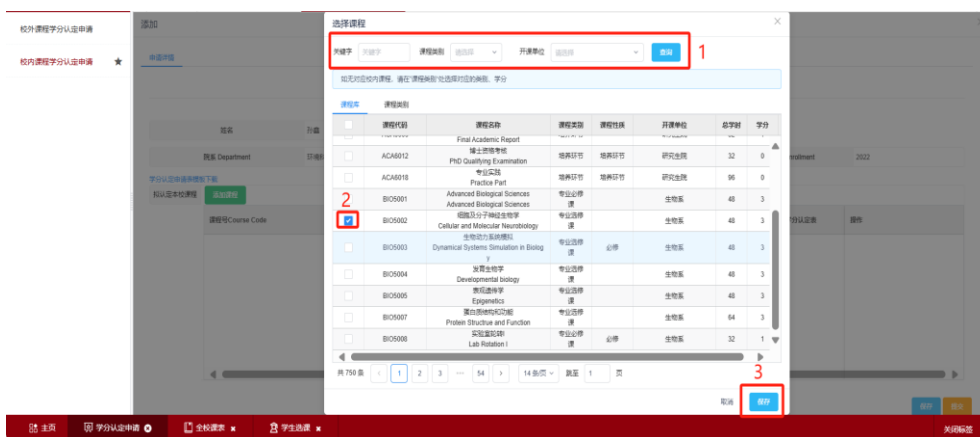 校外课程学分认定申请
校内课程学分认定申请
添加
申请详情
姓名
院系 Department
2022
拟认定本校课程
添加课程
课程号Course Code
操作
选择课程
关键字 关键字 课程类别 请选择 开课单位 请选择 查询 1
如无对应校内课程，请在"课程类别"处选择对应的类别、学分
课程库 课程类别
课程代码 课程名称 课程类别 课程性质 开课单位 总学时 学分
Final Academic Report
ACA6012 博士资格考核 培养环节 培养环节 研究生院 32 0
PhD Qualifying Examination
ACA6018 专业实践 培养环节 培养环节 研究生院 96 0
Practice Part
2
BIO5001 Advanced Biological Sciences 专业必修课 生物系 48 3
Advanced Biological Sciences
BIO5002 细胞及分子神经生物学 专业选修课 生物系 48 3
Cellular and Molecular Neurobiology
BIO5003 生物动力系统模拟 专业选修课 必修 生物系 48 3
Dynamical Systems Simulation in Biolog
y
BIO5004 发育生物学 专业选修课 生物系 48 3
Developmental biology
BIO5005 表观遗传学 专业选修课 生物系 48 3
Epigenetics
BIO5007 蛋白质结构和功能 专业选修课 生物系 64 3
Protein Structrue and Function
BIO5008 实验室轮转I 专业必修课 必修 生物系 32 1
Lab Rotation I
共 750 条 1 2 3 ... 54 14 条/页 跳至 1 页
3
取消 保存
保存 提交
主页 学分认定申请 全校课表 学生选课 关闭标签